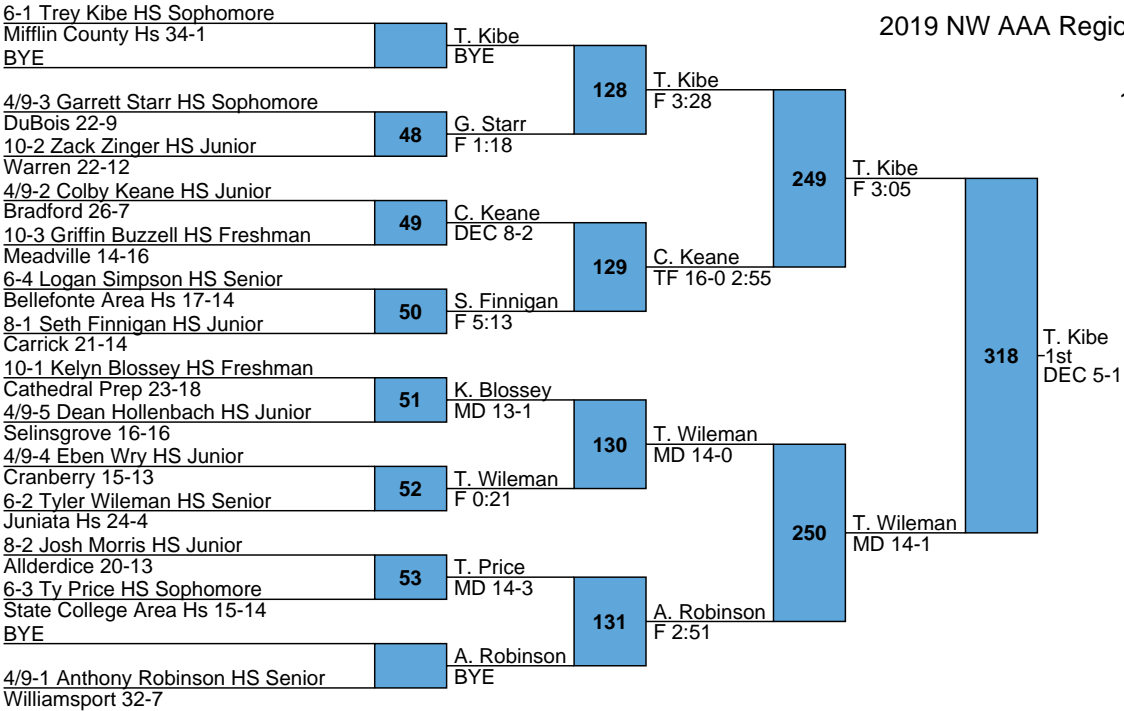 2019 NW AAA Regio
6-1 Trey Kibe HS Sophomore
Mifflin County Hs 34-1
BYE
4/9-3 Garrett Starr HS Sophomore
DuBois 22-9
10-2 Zack Zinger HS Junior
Warren 22-12
4/9-2 Colby Keane HS Junior
Bradford 26-7
10-3 Griffin Buzzell HS Freshman
Meadville 14-16
6-4 Logan Simpson HS Senior
Bellefonte Area Hs 17-14
8-1 Seth Finnigan HS Junior
Carrick 21-14
10-1 Kelyn Blossey HS Freshman
Cathedral Prep 23-18
4/9-5 Dean Hollenbach HS Junior
Selinsgrove 16-16
4/9-4 Eben Wry HS Junior
Cranberry 15-13
6-2 Tyler Wileman HS Senior
Juniata Hs 24-4
8-2 Josh Morris HS Junior
Allderdice 20-13
6-3 Ty Price HS Sophomore
State College Area Hs 15-14
BYE
4/9-1 Anthony Robinson HS Senior
Williamsport 32-7
48
49
50
51
52
53
T. Kibe
BYE
G. Starr
F 1:18
C. Keane
DEC 8-2
S. Finnigan
F 5:13
K. Blossey
MD 13-1
T. Wileman
F 0:21
T. Price
MD 14-3
A. Robinson
BYE
128
129
130
131
T. Kibe
F 3:28
C. Keane
TF 16-0 2:55
T. Wileman
MD 14-0
A. Robinson
F 2:51
249
250
T. Kibe
F 3:05
T. Wileman
MD 14-1
318
T. Kibe
1st
DEC 5-1